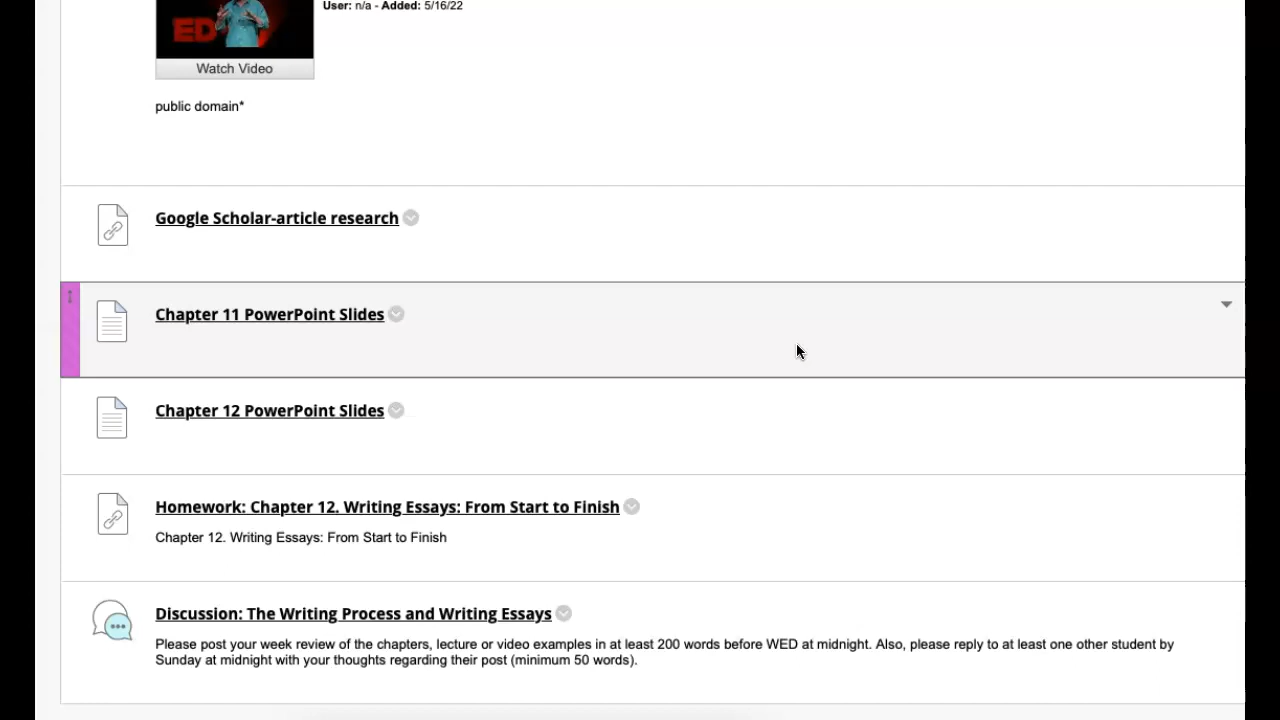 User: n/a - Added: 5/16/22
ED
Watch Video
public domain*
Google Scholar-article research
Chapter 11 PowerPoint Slides
Chapter 12 PowerPoint Slides
Homework: Chapter 12. Writing Essays: From Start to Finish
Chapter 12. Writing Essays: From Start to Finish
Discussion: The Writing Process and Writing Essays
Please post your week review of the chapters, lecture or video examples in at least 200 words before WED at midnight. Also, please reply to at least one other student by
Sunday at midnight with your thoughts regarding their post (minimum 50 words).